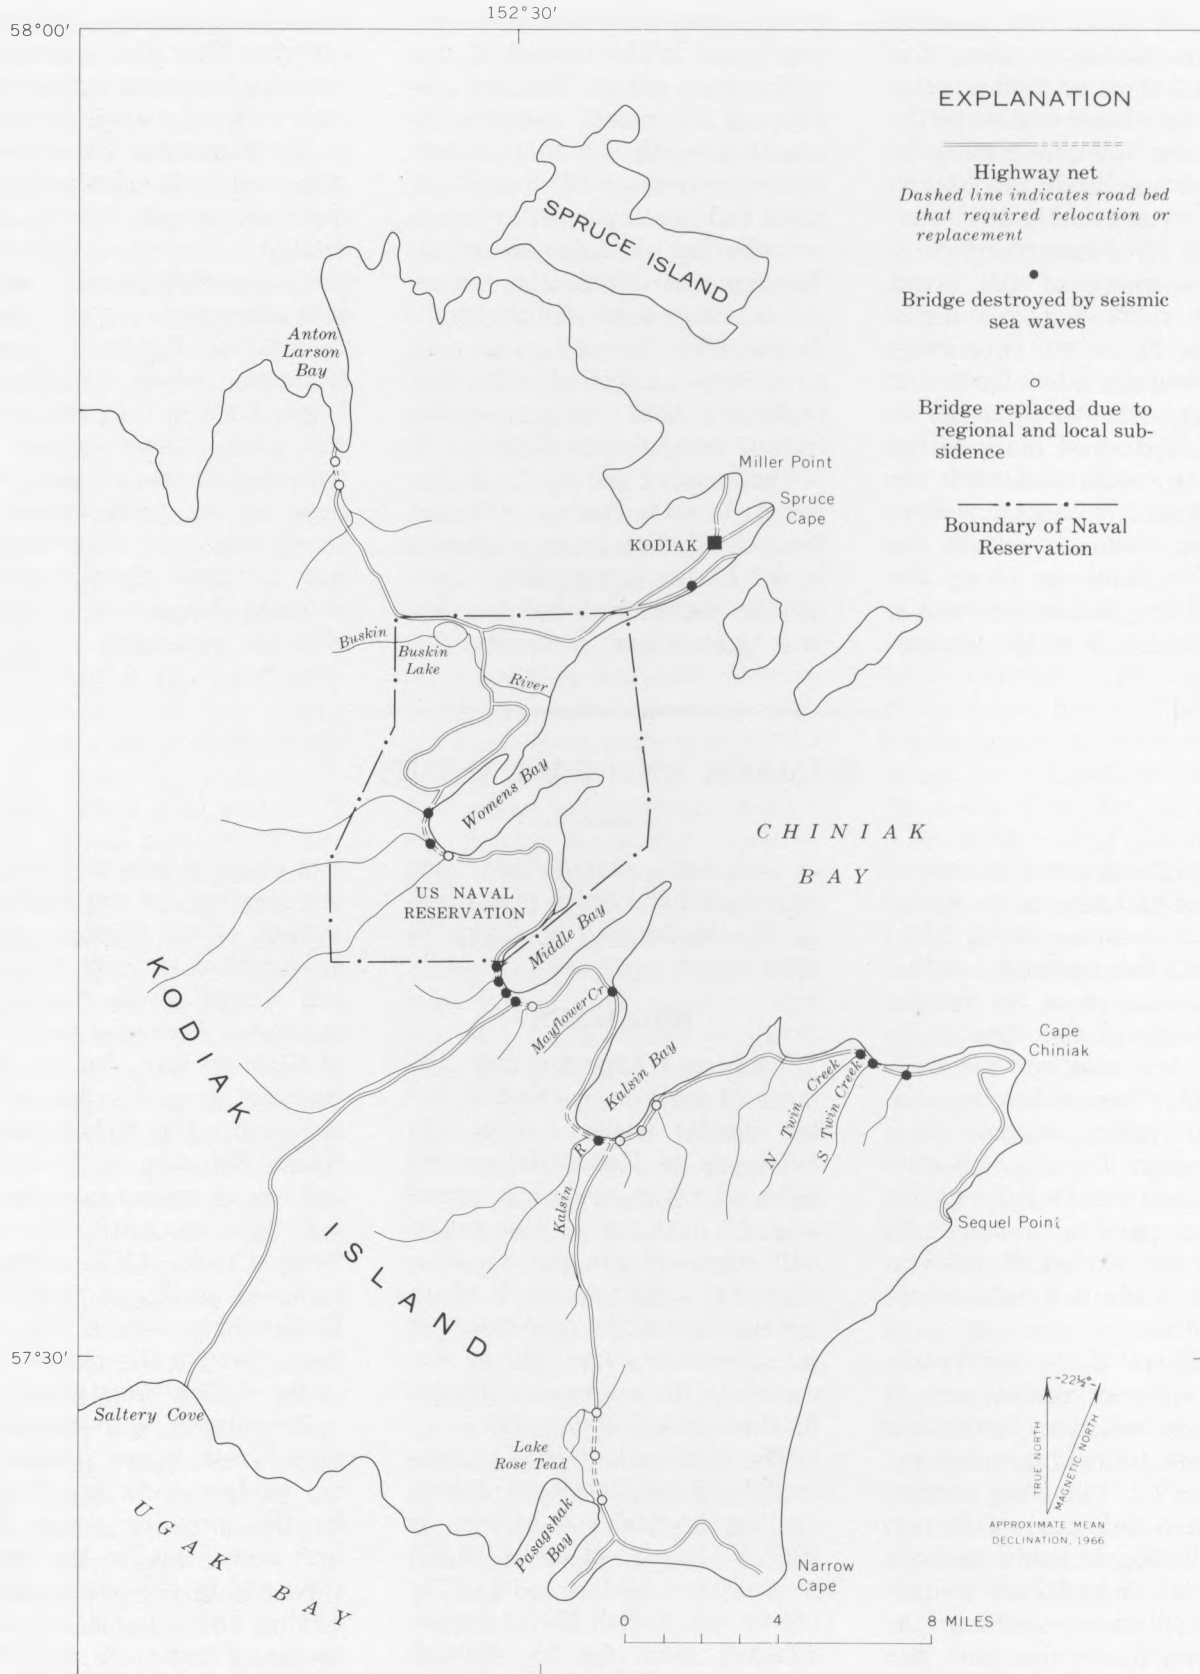 152°30'
58°00'
EXPLANATION
Highway net
Dashed line indicates road bed
that required relocation or
replacement
Bridge destroyed by seismic
sea waves
Bridge replaced due to
regional and local sub-
sidence
Boundary of Naval
Reservation
SPRUCE ISLAND
Anton
Larson
Bay
Miller Point
Spruce
Cape
KODIAK
Buskin
Buskin
Lake
River
Womens Bay
CHINIAK
BAY
US NAVAL
RESERVATION
Middle Bay
KODIAK
Mayflower Cr
Kalsin Bay
Cape
Chiniak
N Twin Creek
S Twin Creek
R
Kalsin
Sequel Point
ISLAND
57°30'
Saltery Cove
Lake
Rose Tead
Pasagshak
Bay
UGAK BAY
Narrow
Cape
22½°
TRUE NORTH
MAGNETIC NORTH
APPROXIMATE MEAN
DECLINATION, 1966
0 4 8 MILES